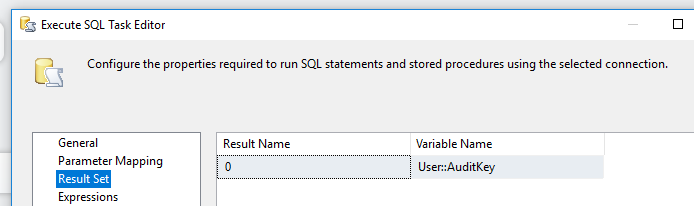 Execute SQL Task Editor
Configure the properties required to run SQL statements and stored procedures using the selected connection.
General
Parameter Mapping
Result Set
Expressions
Result Name Variable Name
0 User::AuditKey